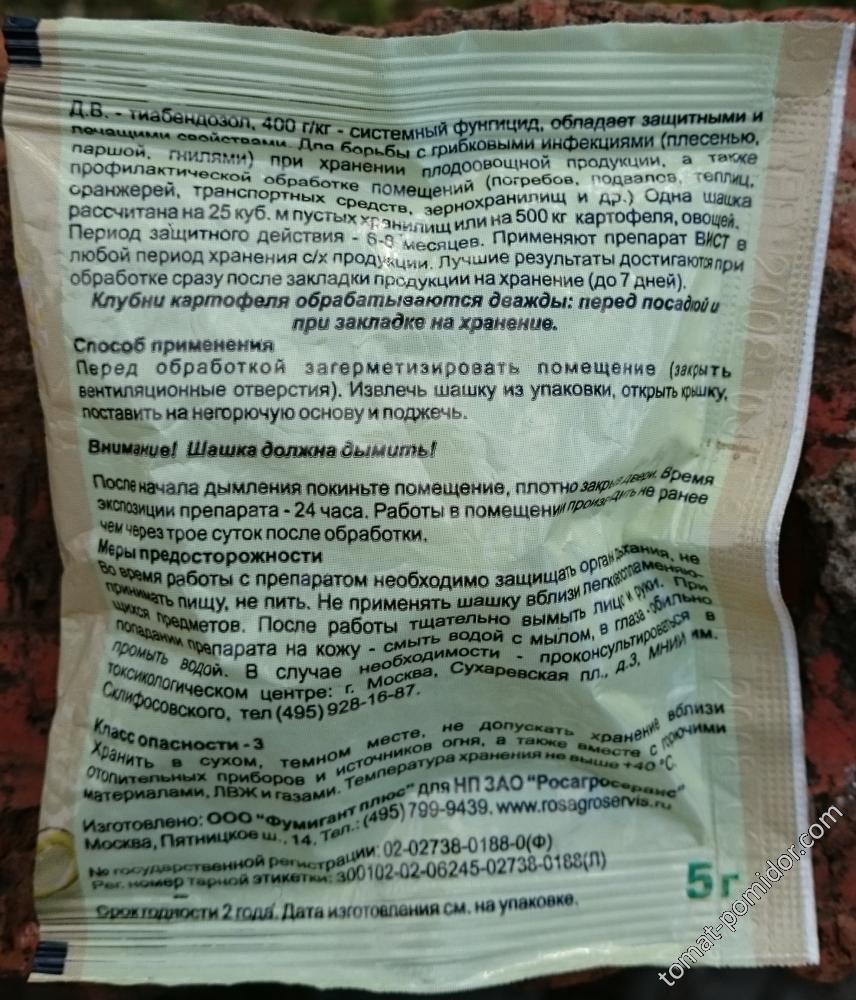 Д.В. - тиабендозол, 400 г/кг - системный фунгицид, обладает защитными и
лечащими свойствами. Для борьбы с грибковыми инфекциями (плесенью,
паршой, гнилями) при хранении плодоовощной продукции, а также
профилактической обработке помещений (погребов, подвалов, теплиц,
оранжерей, транспортных средств, зернохранилищ и др.) Одна шашка
рассчитана на 25 куб. м пустых хранилищ или на 500 кг картофеля, овощей.
Период защитного действия - 6-8 месяцев. Применяют препарат ВИСТ в
любой период хранения с/х продукции. Лучшие результаты достигаются при
обработке сразу после закладки продукции на хранение (до 7 дней).
Клубни картофеля обрабатываются дважды: перед посадкой и
при закладке на хранение.
Способ применения
Перед обработкой загерметизировать помещение (закрыть
вентиляционные отверстия). Извлечь шашку из упаковки, открыть крышку,
поставить на негорючую основу и поджечь.
Внимание! Шашка должна дымить!
После начала дымления покиньте помещение, плотно закрыв двери. Время
экспозиции препарата - 24 часа. Работы в помещении производить не ранее
чем через трое суток после обработки.
Меры предосторожности
Во время работы с препаратом необходимо защищать органы дыхания, не
принимать пищу, не пить. Не применять шашку вблизи легковоспламеняю-
щихся предметов. После работы тщательно вымыть лицо и руки. При
попадании препарата на кожу - смыть водой с мылом, в глаза - обильно
промыть водой. В случае необходимости - проконсультироваться в
токсикологическом центре: г. Москва, Сухаревская пл., д.3, МНИИ им.
Склифосовского, тел (495) 928-16-87.
Класс опасности - 3
Хранить в сухом, темном месте, не допускать хранение вблизи
отопительных приборов и источников огня, а также вместе с горючими
материалами, ЛВЖ и газами. Температура хранения не выше +40 °С.
Изготовлено: ООО "Фумигант плюс" для НП ЗАО "Росагросервис"
Москва, Пятницкое ш., 14. Тел.: (495) 799-9439. www.rosagroservis.ru
№ государственной регистрации: 02-02738-0188-0(Ф)
Рег. номер тарной этикетки: 300102-02-06245-02738-0188(Л)
5 г
Срок годности 2 года. Дата изготовления см. на упаковке.
tomat-pomidor.com